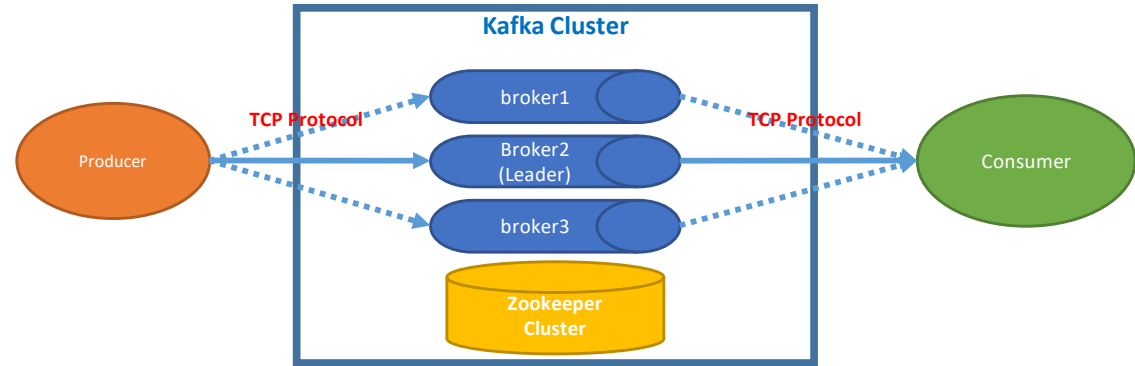 Kafka Cluster
broker1
TCP Protocol
TCP Protocol
Producer
Broker2
(Leader)
Consumer
broker3
Zookeeper
Cluster